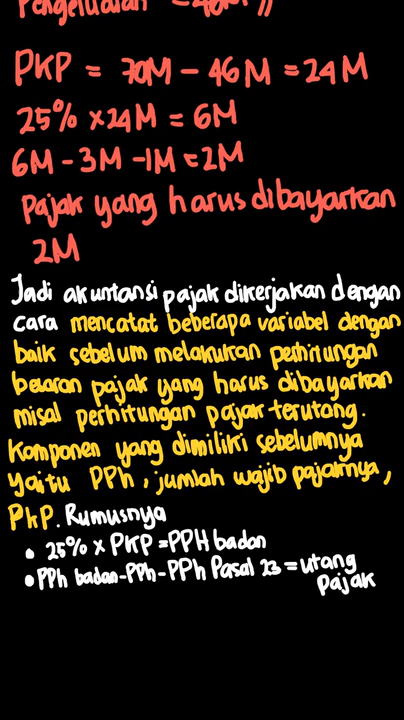 Pengeluaran = 46M //
PKP = 70M - 46M = 24M
25% x 24M = 6M
6M - 3M - 1M = 2M
Pajak yang harus dibayarkan
2M
Jadi akuntansi pajak dikerjakan dengan
cara mencatat beberapa variabel dengan
baik sebelum melakukan perhitungan
besaran pajak yang harus dibayarkan
misal perhitungan pajak terutang.
Komponen yang dimiliki sebelumnya
yaitu PPh, jumlah wajib pajaknya,
PKP. Rumusnya
• 25% x PKP = PPH badan
• PPh badan-PPh-PPh Pasal 23 = utang
pajak